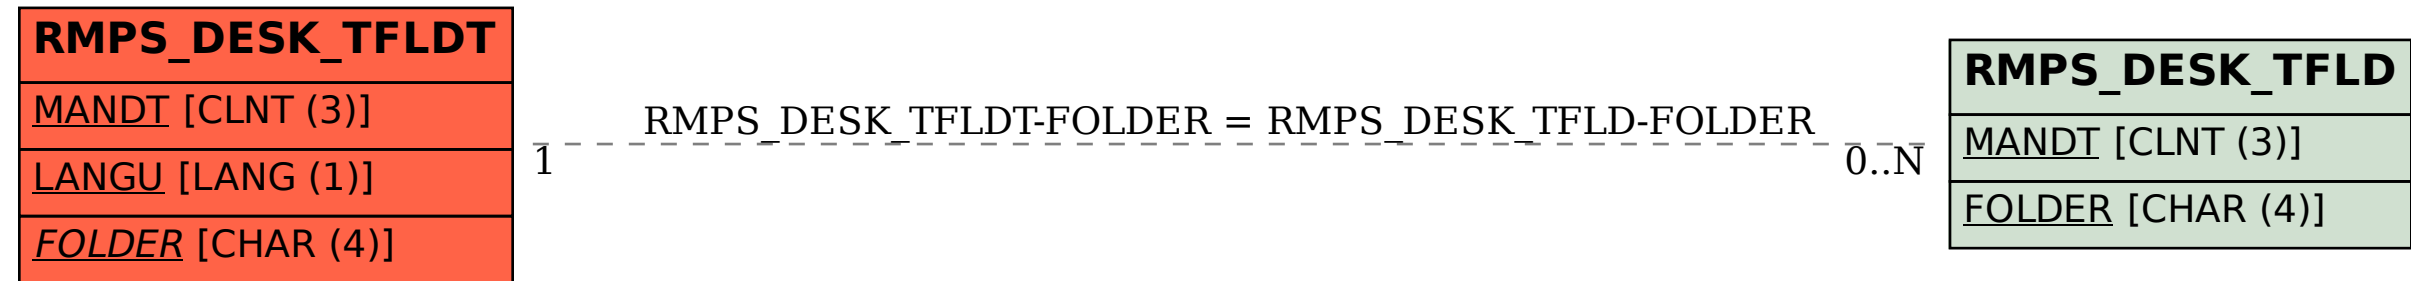 RMPS_DESK_TFLDT
MANDT [CLNT (3)]
LANGU [LANG (1)]
FOLDER [CHAR (4)]
RMPS_DESK_TFLDT-FOLDER = RMPS_DESK_TFLD-FOLDER
1
0..N
RMPS_DESK_TFLD
MANDT [CLNT (3)]
FOLDER [CHAR (4)]